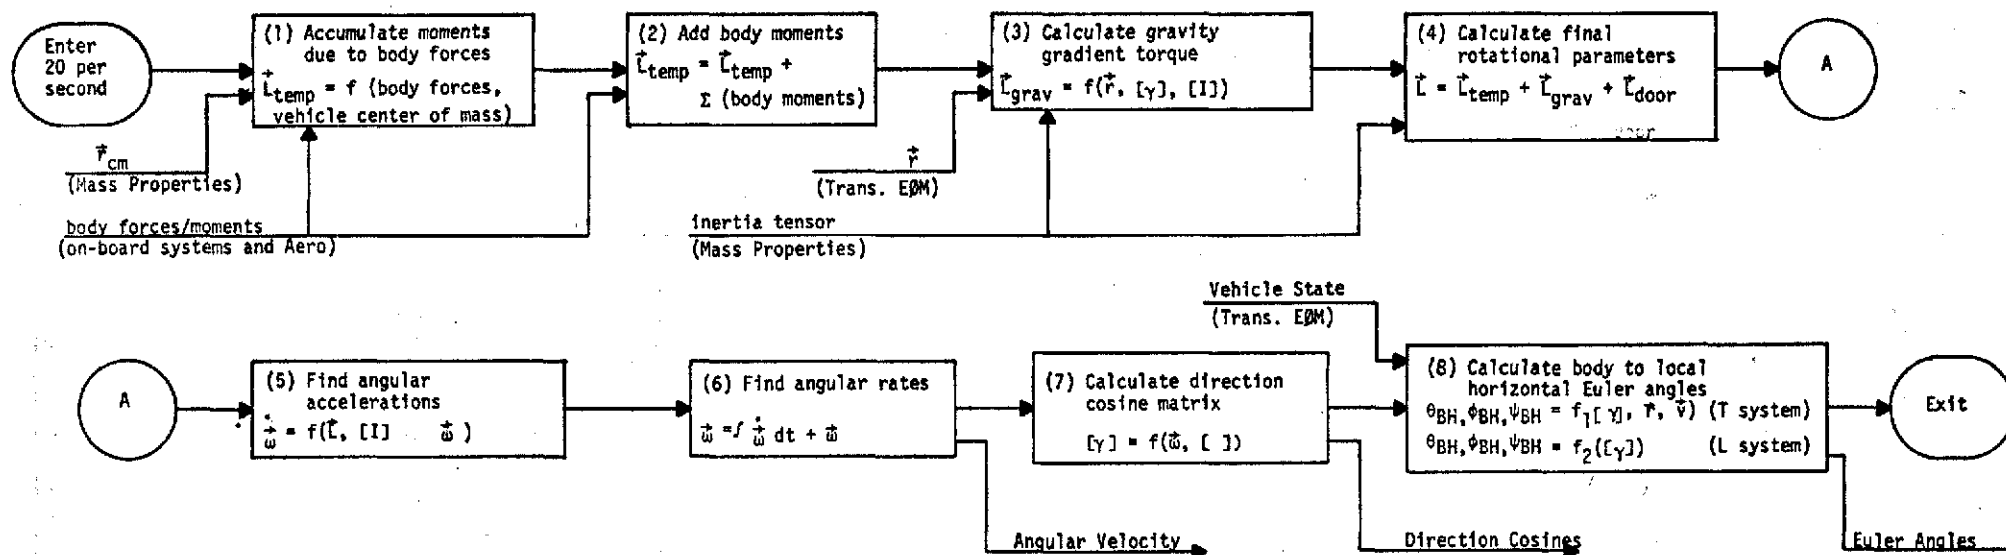 Enter
20 per
second
(1) Accumulate moments
due to body forces
L⃗temp = f (body forces,
vehicle center of mass)
(2) Add body moments
L⃗temp = L⃗temp +
Σ (body moments)
(3) Calculate gravity
gradient torque
L⃗grav = f(r⃗, [γ], [I])
(4) Calculate final
rotational parameters
L⃗ = L⃗temp + L⃗grav + L⃗door
A
r⃗cm
(Mass Properties)
r⃗
(Trans. EØM)
body forces/moments
(on-board systems and Aero)
inertia tensor
(Mass Properties)
Vehicle State
(Trans. EØM)
A
(5) Find angular
accelerations
ω⃗̇ = f(L⃗, [I] ω⃗ )
(6) Find angular rates
ω⃗ =∫ ω⃗̇ dt + ω⃗
(7) Calculate direction
cosine matrix
[γ] = f(ω⃗, [ ])
(8) Calculate body to local
horizontal Euler angles
θBH,ϕBH,ψBH = f1[ γ], r⃗, v⃗) (T system)
θBH,ϕBH,ψBH = f2([γ]) (L system)
Exit
Angular Velocity
Direction Cosines
Euler Angles